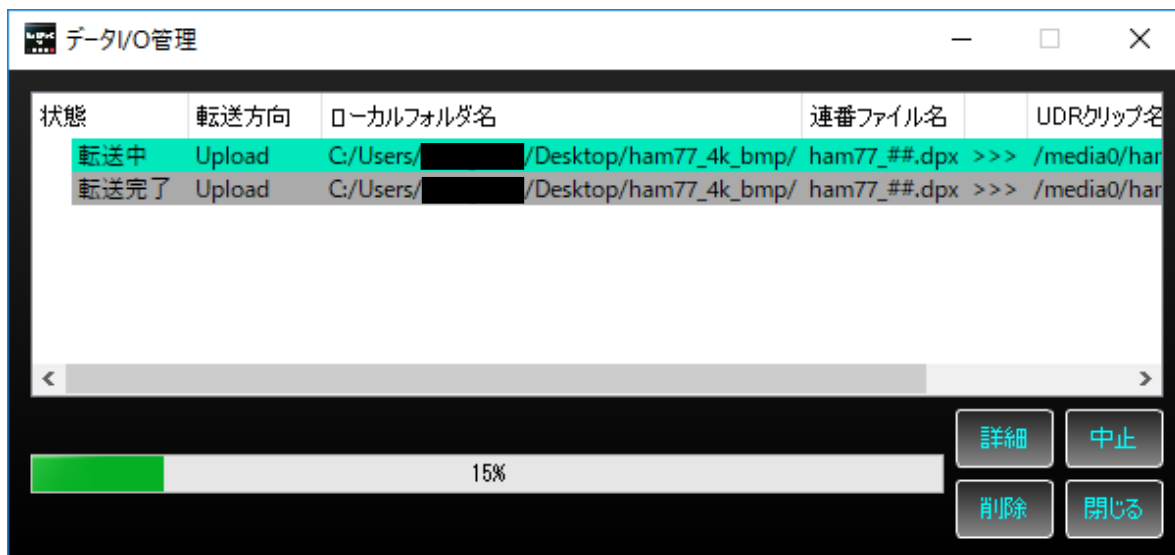 データI/O管理
状態 転送方向 ローカルフォルダ名 連番ファイル名 UDRクリップ名
転送中 Upload C:/Users/ /Desktop/ham77_4k_bmp/ ham77_##.dpx >>> /media0/har
転送完了 Upload C:/Users/ /Desktop/ham77_4k_bmp/ ham77_##.dpx >>> /media0/har
詳細 中止
15%
削除 閉じる